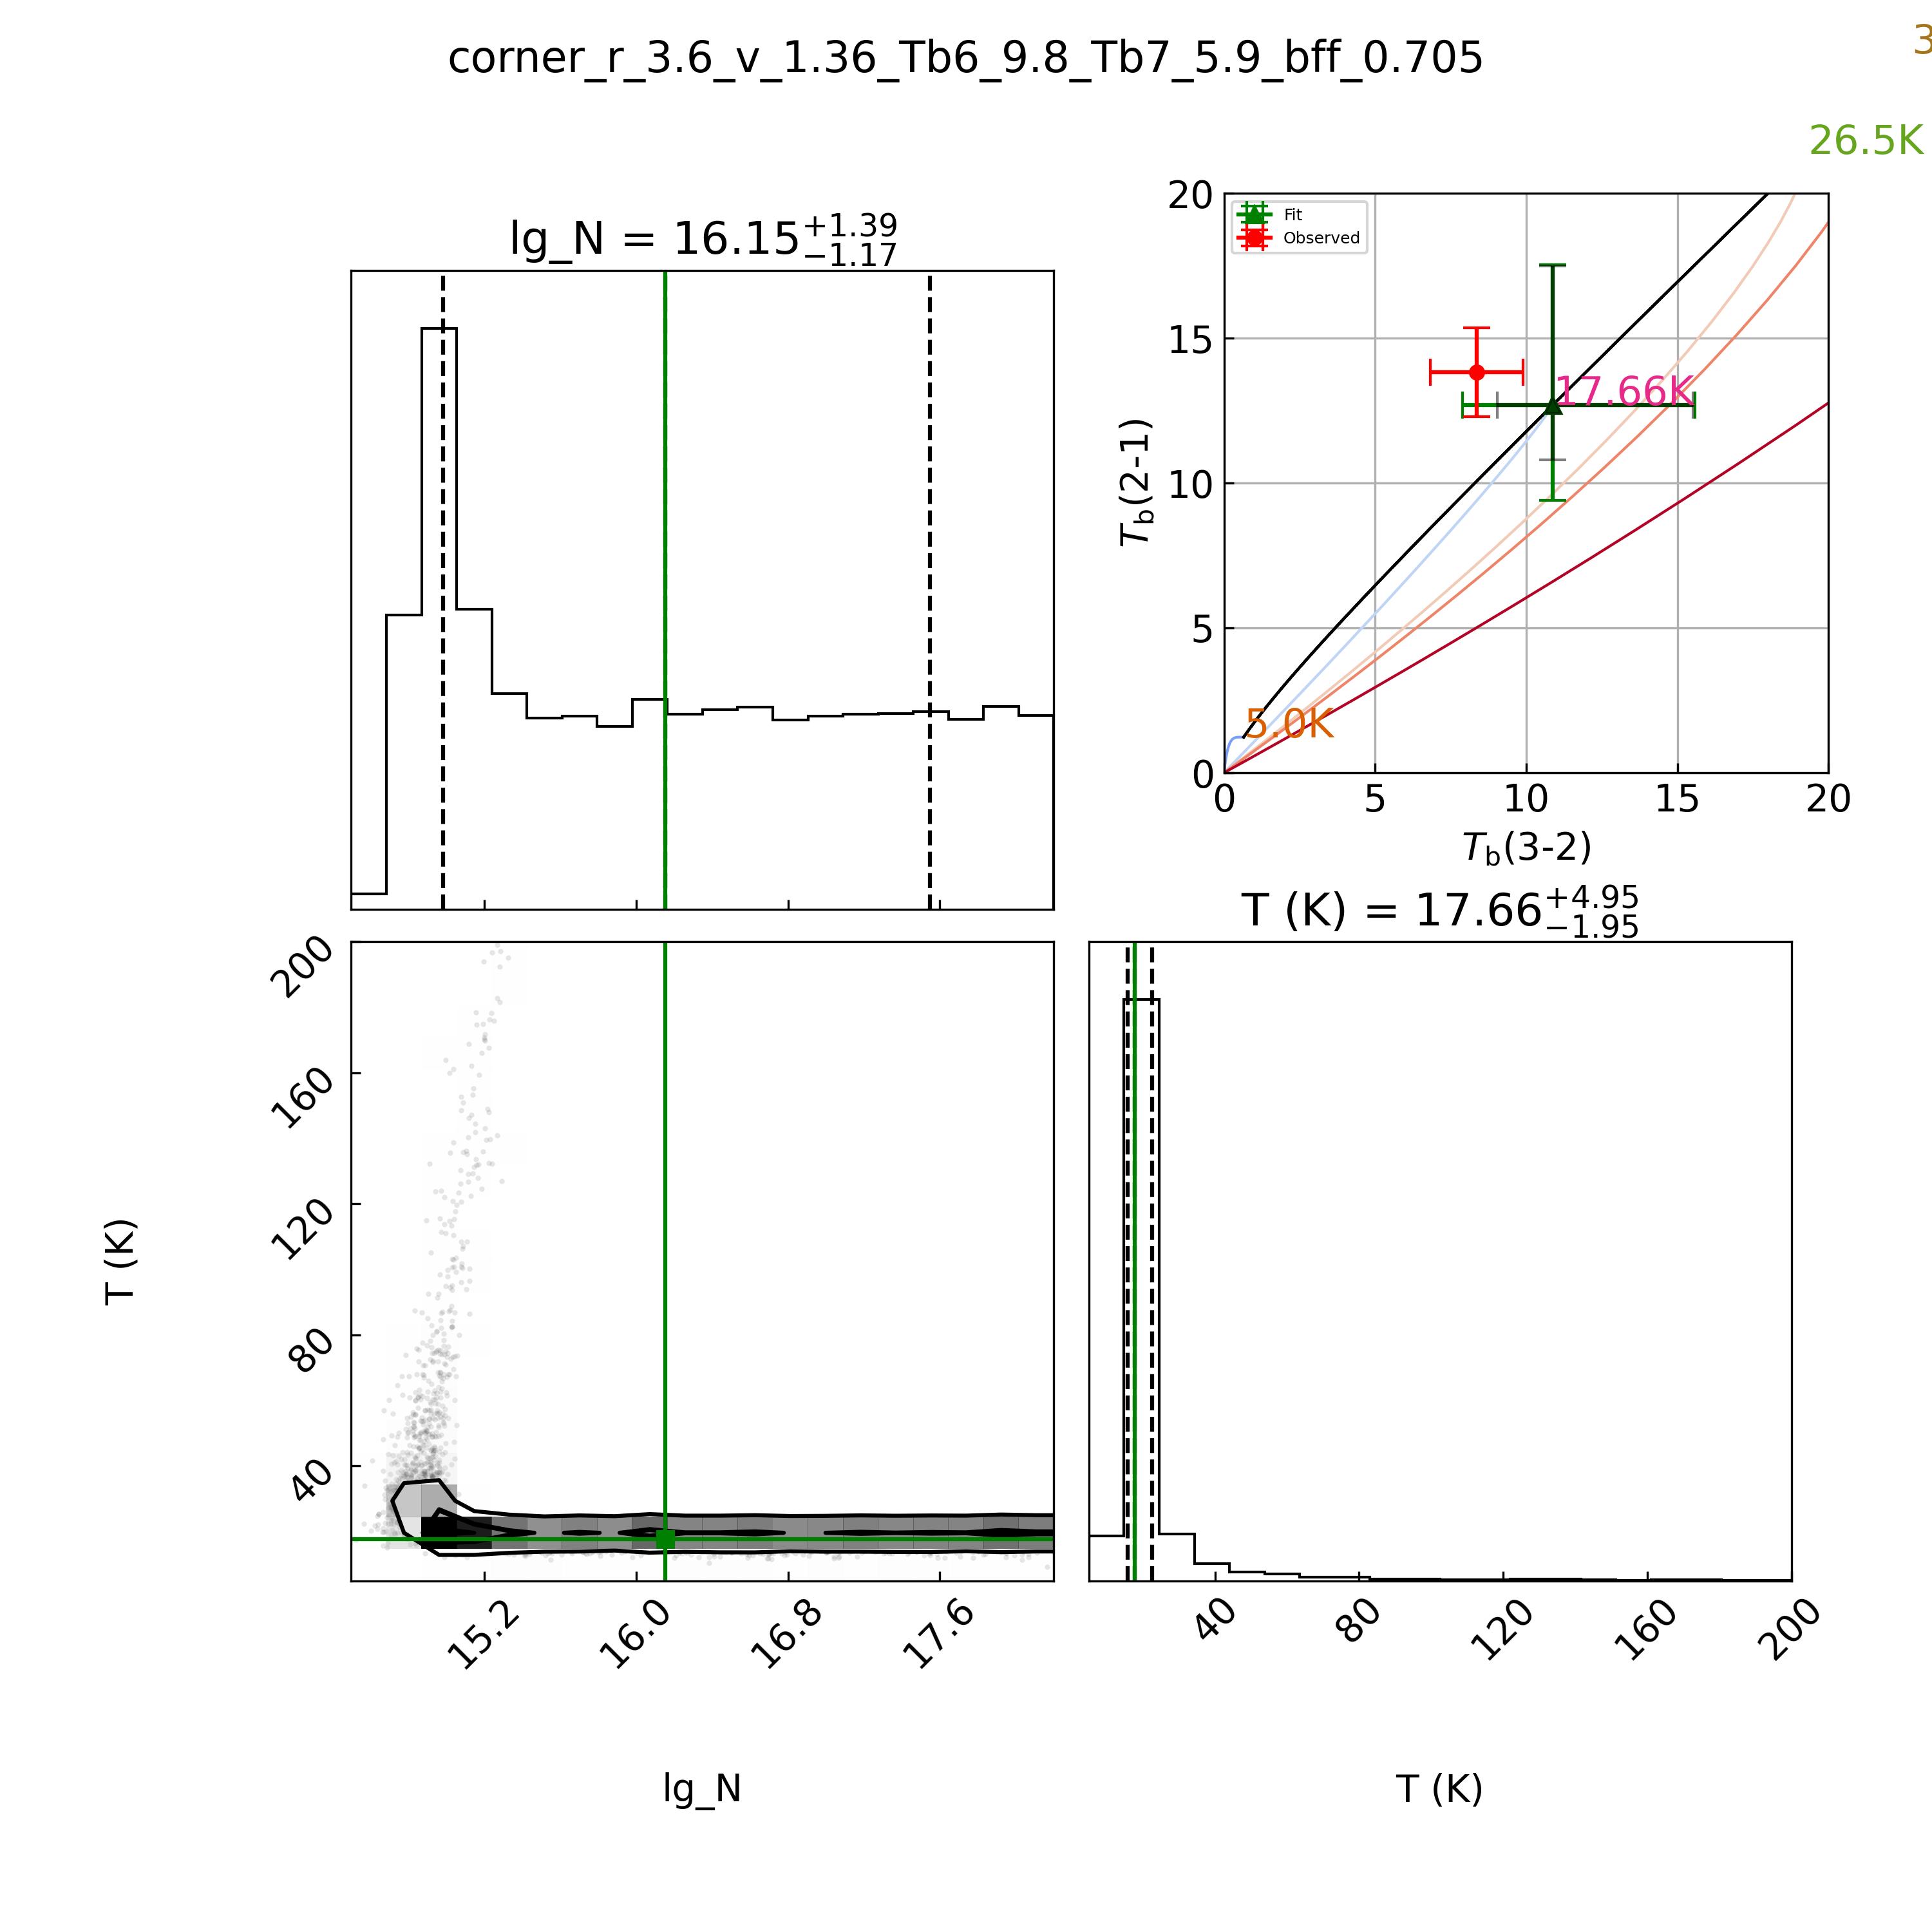 corner_r_3.6_v_1.36_Tb6_9.8_Tb7_5.9_bff_0.705
3
26.5K
lg_N = 16.15+1.39−1.17
20
15
10
5
0
Tb(2-1)
Fit
Observed
17.66K
5.0K
0 5 10 15 20
Tb(3-2)
T (K) = 17.66+4.95−1.95
200
160
120
80
40
T (K)
15.2 16.0 16.8 17.6
40 80 120 160 200
lg_N
T (K)